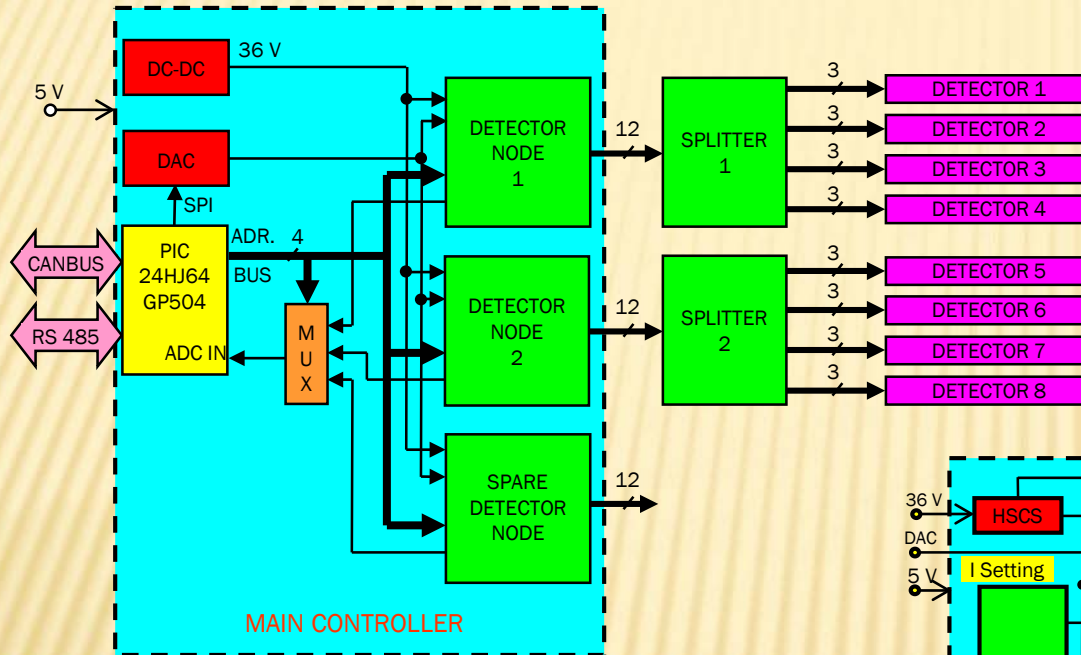 DC-DC
36 V
5 V
DAC
SPI
PIC
24HJ64
GP504
ADR. 4
BUS
ADC IN
CANBUS
RS 485
M
U
X
DETECTOR
NODE
1
12
SPLITTER
1
3
DETECTOR 1
3
DETECTOR 2
3
DETECTOR 3
3
DETECTOR 4
DETECTOR
NODE
2
12
SPLITTER
2
3
DETECTOR 5
3
DETECTOR 6
3
DETECTOR 7
3
DETECTOR 8
SPARE
DETECTOR
NODE
12
MAIN CONTROLLER
36 V
HSCS
DAC
5 V
I Setting